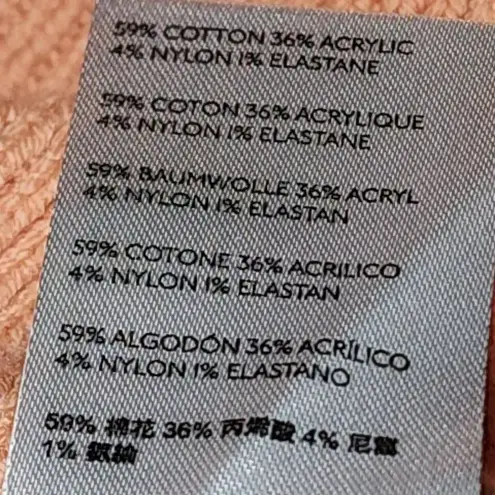 59% COTTON 36% ACRYLIC
4% NYLON 1% ELASTANE
59% COTON 36% ACRYLIQUE
4% NYLON 1% ELASTANE
59% BAUMWOLLE 36% ACRYL
4% NYLON 1% ELASTAN
59% COTONE 36% ACRILICO
4% NYLON 1% ELASTAN
59% ALGODÓN 36% ACRÍLICO
4% NYLON 1% ELASTANO
59% 棉花 36% 丙烯酸 4% 尼龍
1% 氨綸